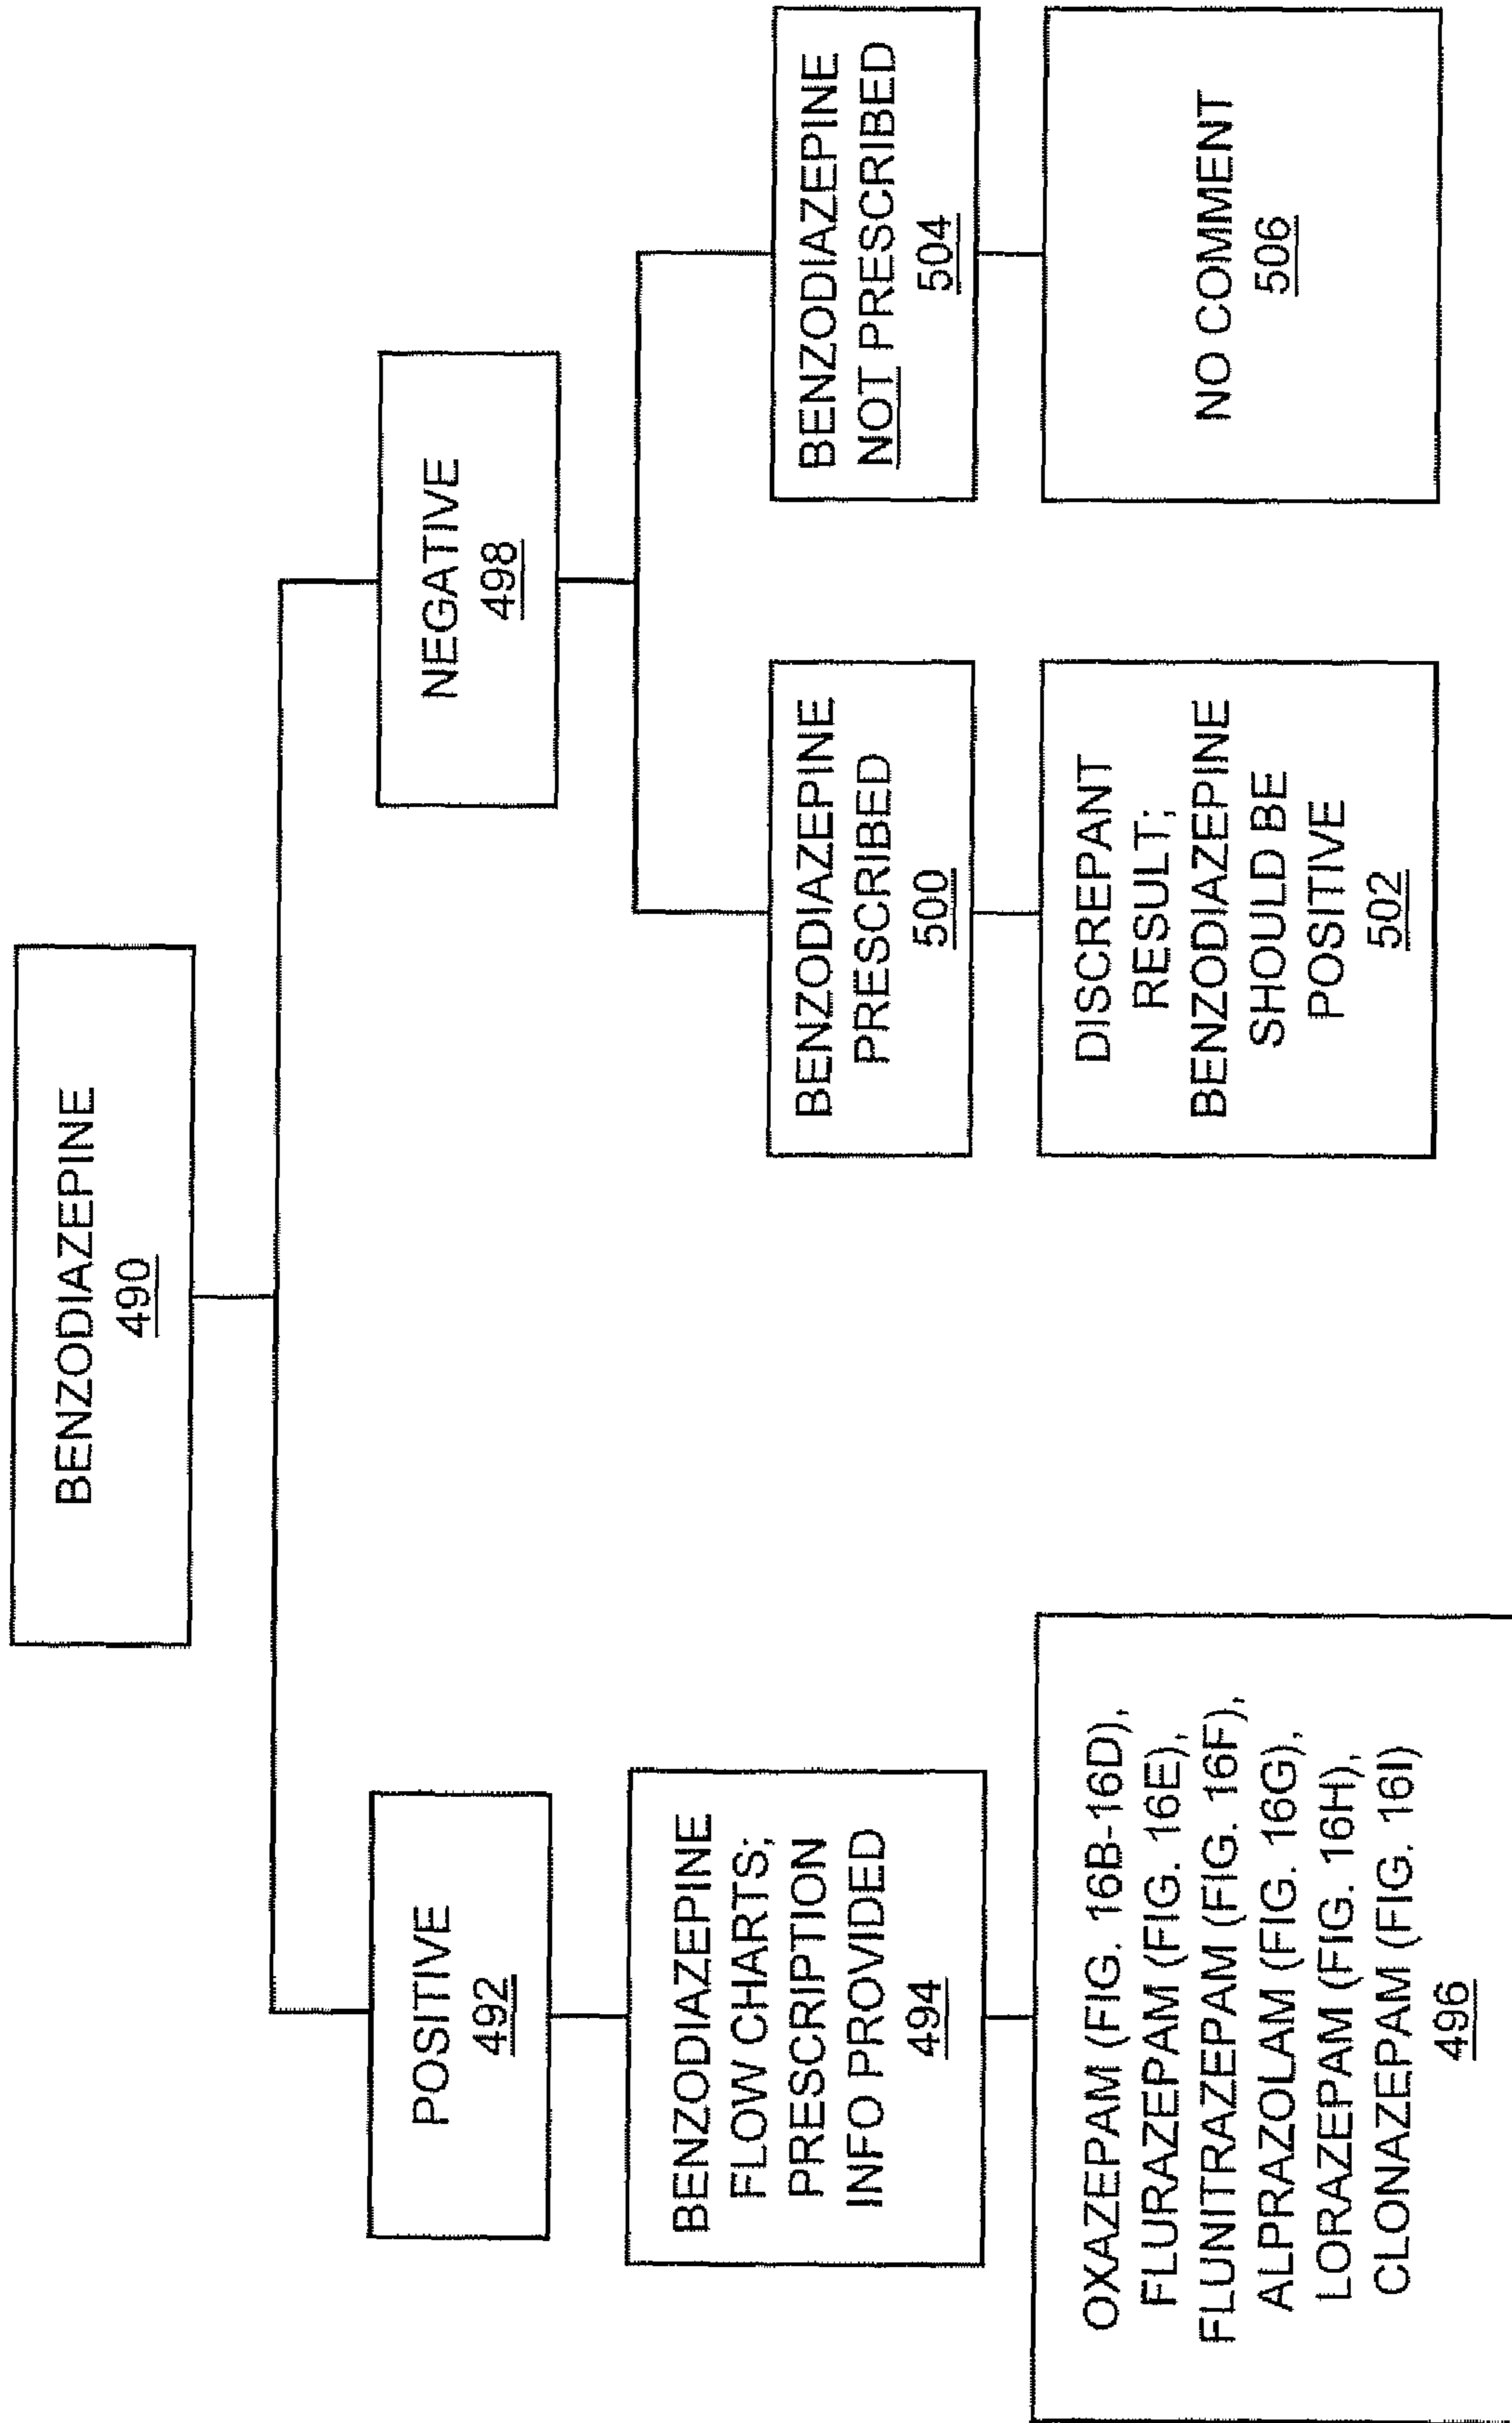 BENZODIAZEPINE
490
POSITIVE
492
BENZODIAZEPINE
FLOW CHARTS;
PRESCRIPTION
INFO PROVIDED
494
OXAZEPAM (FIG. 16B-16D),
FLURAZEPAM (FIG. 16E),
FLUNITRAZEPAM (FIG. 16F),
ALPRAZOLAM (FIG. 16G),
LORAZEPAM (FIG. 16H),
CLONAZEPAM (FIG. 16I)
496
NEGATIVE
498
BENZODIAZEPINE
PRESCRIBED
500
DISCREPANT
RESULT;
BENZODIAZEPINE
SHOULD BE
POSITIVE
502
BENZODIAZEPINE
NOT PRESCRIBED
504
NO COMMENT
506